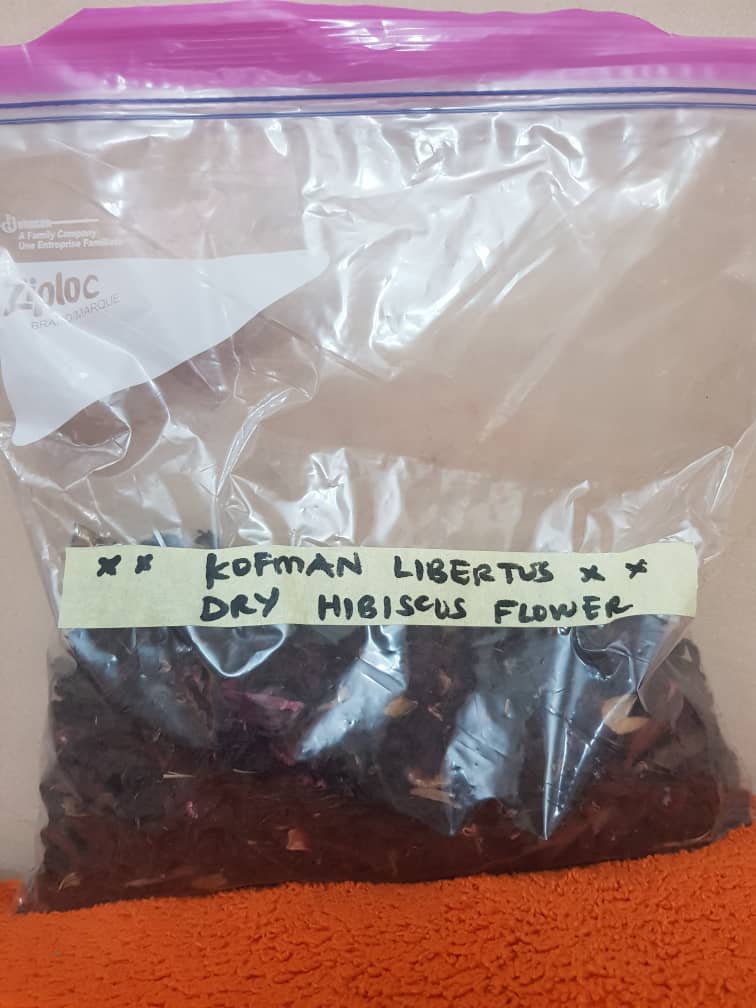 A Family Company
Une Entreprise Familiale
Ziploc
BRAND/MARQUE
x x KOFMAN LIBERTUS x x
DRY HIBISCUS FLOWER